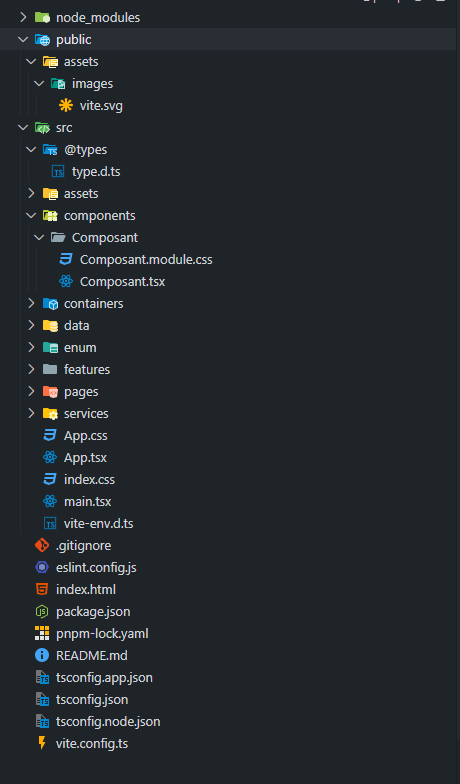 node_modules
public
assets
images
vite.svg
src
@types
type.d.ts
assets
components
Composant
Composant.module.css
Composant.tsx
containers
data
enum
features
pages
services
App.css
App.tsx
index.css
main.tsx
vite-env.d.ts
.gitignore
eslint.config.js
index.html
package.json
pnpm-lock.yaml
README.md
tsconfig.app.json
tsconfig.json
tsconfig.node.json
vite.config.ts